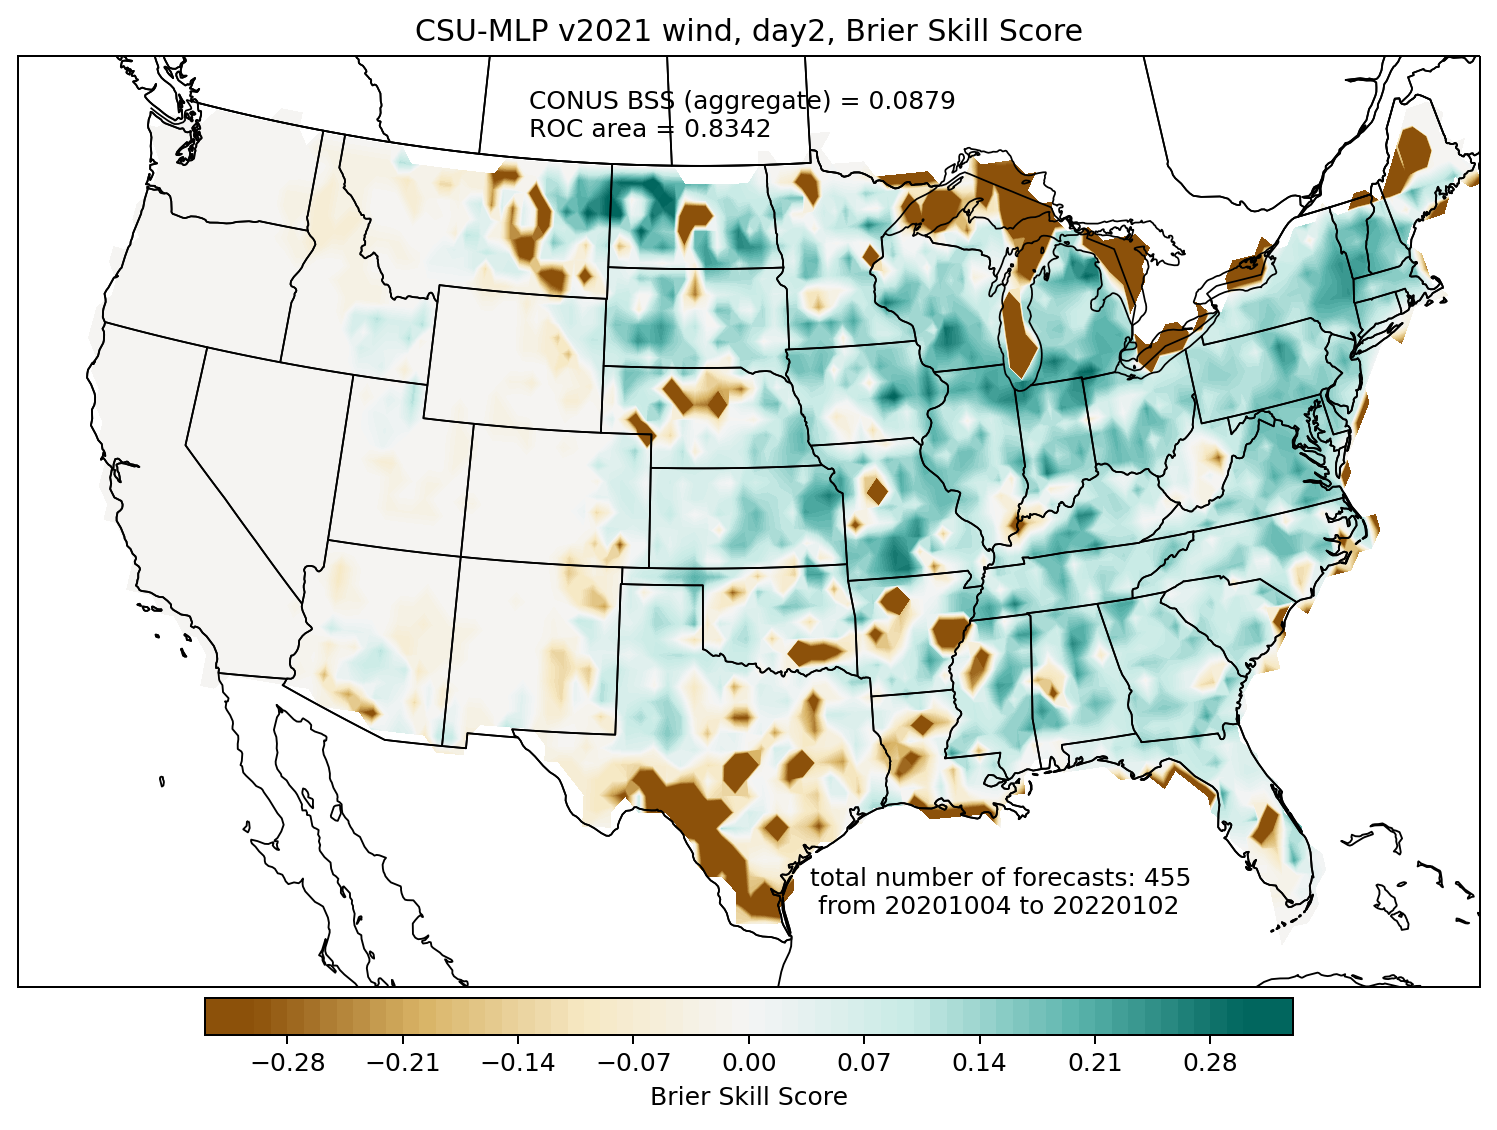 CSU-MLP v2021 wind, day2, Brier Skill Score
CONUS BSS (aggregate) = 0.0879
ROC area = 0.8342
total number of forecasts: 455
from 20201004 to 20220102
−0.28 −0.21 −0.14 −0.07 0.00 0.07 0.14 0.21 0.28
Brier Skill Score